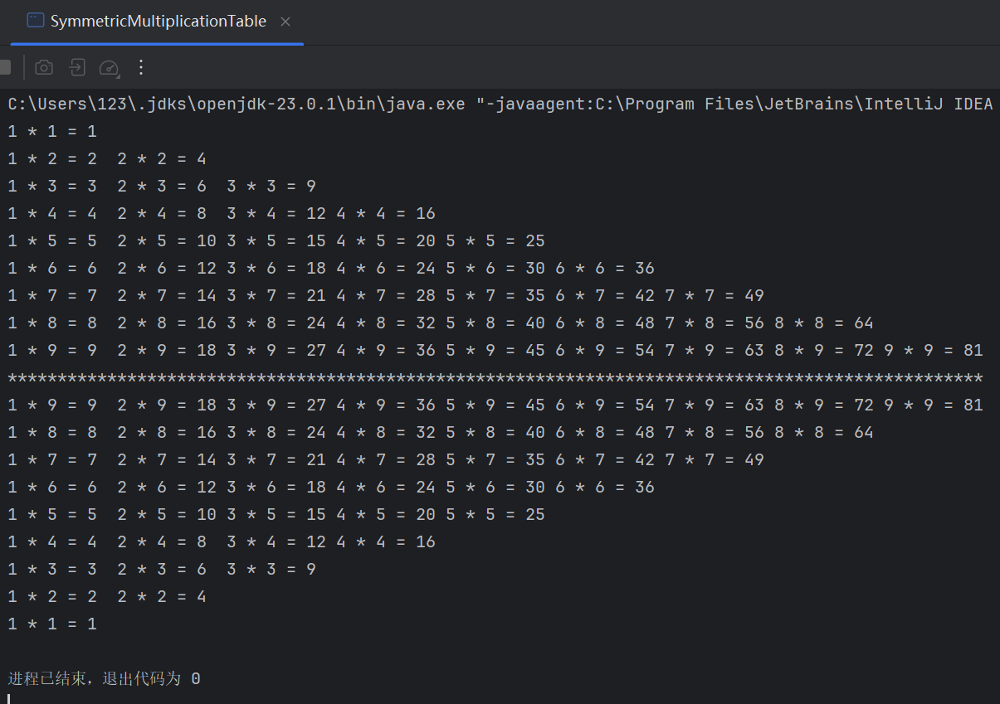 SymmetricMultiplicationTable
C:\Users\123\.jdks\openjdk-23.0.1\bin\java.exe "-javaagent:C:\Program Files\JetBrains\IntelliJ IDEA
1 * 1 = 1
1 * 2 = 2  2 * 2 = 4
1 * 3 = 3  2 * 3 = 6  3 * 3 = 9
1 * 4 = 4  2 * 4 = 8  3 * 4 = 12 4 * 4 = 16
1 * 5 = 5  2 * 5 = 10 3 * 5 = 15 4 * 5 = 20 5 * 5 = 25
1 * 6 = 6  2 * 6 = 12 3 * 6 = 18 4 * 6 = 24 5 * 6 = 30 6 * 6 = 36
1 * 7 = 7  2 * 7 = 14 3 * 7 = 21 4 * 7 = 28 5 * 7 = 35 6 * 7 = 42 7 * 7 = 49
1 * 8 = 8  2 * 8 = 16 3 * 8 = 24 4 * 8 = 32 5 * 8 = 40 6 * 8 = 48 7 * 8 = 56 8 * 8 = 64
1 * 9 = 9  2 * 9 = 18 3 * 9 = 27 4 * 9 = 36 5 * 9 = 45 6 * 9 = 54 7 * 9 = 63 8 * 9 = 72 9 * 9 = 81
**************************************************************************************************
1 * 9 = 9  2 * 9 = 18 3 * 9 = 27 4 * 9 = 36 5 * 9 = 45 6 * 9 = 54 7 * 9 = 63 8 * 9 = 72 9 * 9 = 81
1 * 8 = 8  2 * 8 = 16 3 * 8 = 24 4 * 8 = 32 5 * 8 = 40 6 * 8 = 48 7 * 8 = 56 8 * 8 = 64
1 * 7 = 7  2 * 7 = 14 3 * 7 = 21 4 * 7 = 28 5 * 7 = 35 6 * 7 = 42 7 * 7 = 49
1 * 6 = 6  2 * 6 = 12 3 * 6 = 18 4 * 6 = 24 5 * 6 = 30 6 * 6 = 36
1 * 5 = 5  2 * 5 = 10 3 * 5 = 15 4 * 5 = 20 5 * 5 = 25
1 * 4 = 4  2 * 4 = 8  3 * 4 = 12 4 * 4 = 16
1 * 3 = 3  2 * 3 = 6  3 * 3 = 9
1 * 2 = 2  2 * 2 = 4
1 * 1 = 1
进程已结束，退出代码为 0